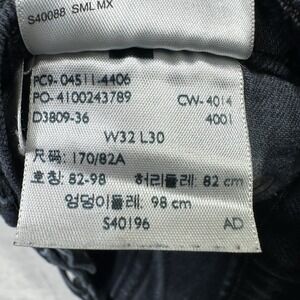 S40088 SML MX
PC9-04511-4406
PO-4100243789 CW-4014
D3809-36 4001
W32 L30
尺码: 170/82A
호칭: 82-98 허리둘레: 82 cm
엉덩이둘레: 98 cm
S40196 AD